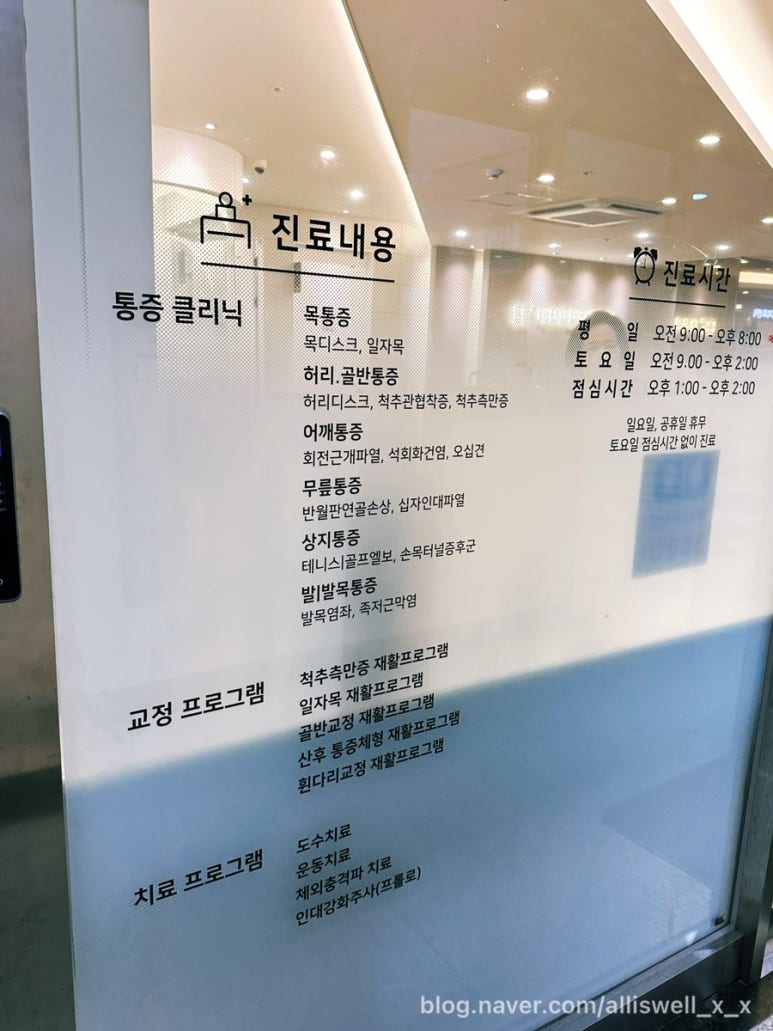 진료내용
통증 클리닉
목통증
목디스크, 일자목
허리.골반통증
허리디스크, 척추관협착증, 척추측만증
어깨통증
회전근개파열, 석회화건염, 오십견
무릎통증
반월판연골손상, 십자인대파열
상지통증
테니스|골프엘보, 손목터널증후군
발|발목통증
발목염좌, 족저근막염
교정 프로그램
척추측만증 재활프로그램
일자목 재활프로그램
골반교정 재활프로그램
산후 통증체형 재활프로그램
휜다리교정 재활프로그램
치료 프로그램
도수치료
운동치료
체외충격파 치료
인대강화주사(프롤로)
진료시간
평 일 오전 9:00 - 오후 8:00
토 요 일 오전 9.00 - 오후 2:00
점심시간 오후 1:00 - 오후 2:00
일요일, 공휴일 휴무
토요일 점심시간 없이 진료
blog.naver.com/alliswell_x_x